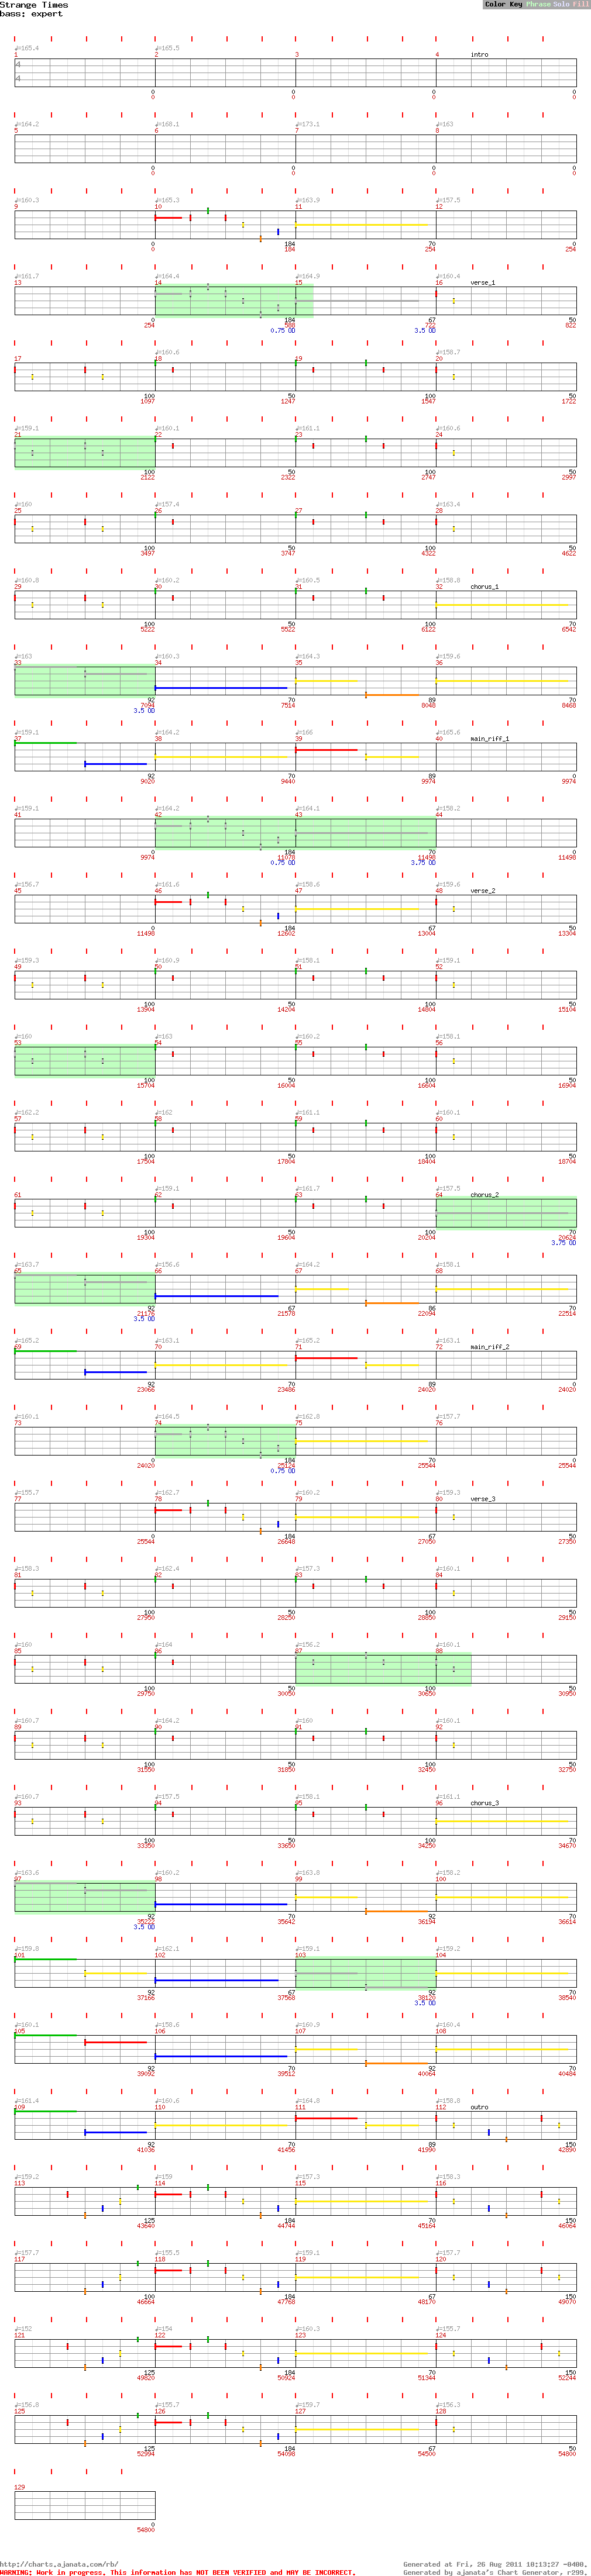 Strange Times
bass: expert
Color Key Phrase Solo Fill
♩=165.4 ♩=165.5
1 2 3 4 intro
4
4
0 0 0 0
0 0 0 0
♩=164.2 ♩=168.1 ♩=173.1 ♩=163
5 6 7 8
0 0 0
0 0 0
♩=160.3 ♩=165.3 ♩=163.9 ♩=157.5
9 10 11 12
0 184 70 0
0 184 254 254
♩=161.7 ♩=164.4 ♩=164.9 ♩=160.4
13 14 15 16 verse_1
0 184 67 50
254 588 722 822
0.75 OD 3.5 OD
♩=160.6 ♩=158.7
17 18 19 20
100 50 100 50
1097 1247 1547 1722
♩=159.1 ♩=160.1 ♩=161.1 ♩=160.6
21 22 23 24
100 50 100 50
2122 2322 2747 2997
♩=160 ♩=157.4 ♩=163.4
25 26 27 28
100 50 100 50
3497 3747 4322 4622
♩=160.8 ♩=160.2 ♩=160.5 ♩=158.8
29 30 31 32 chorus_1
100 50 100 70
5222 5522 6122 6542
♩=163 ♩=160.3 ♩=164.3 ♩=159.6
33 34 35 36
92 70 89 70
7094 7514 8048 8468
3.5 OD
♩=159.1 ♩=164.2 ♩=166 ♩=165.6
37 38 39 40 main_riff_1
92 70 89 0
9020 9440 9974 9974
♩=159.1 ♩=164.2 ♩=164.1 ♩=158.2
41 42 43 44
0 184 70 0
9974 11078 11498 11498
0.75 OD 3.75 OD
♩=156.7 ♩=161.6 ♩=158.6 ♩=159.6
45 46 47 48 verse_2
0 184 67 50
11498 12602 13004 13304
♩=159.3 ♩=160.9 ♩=158.1 ♩=159.1
49 50 51 52
100 50 100 50
13904 14204 14804 15104
♩=160 ♩=163 ♩=160.2 ♩=158.1
53 54 55 56
100 50 100 50
15704 16004 16604 16904
♩=162.2 ♩=162 ♩=161.1 ♩=160.1
57 58 59 60
100 50 100 50
17504 17804 18404 18704
♩=159.1 ♩=161.7 ♩=157.5
61 62 63 64 chorus_2
100 50 100 70
19304 19604 20204 20624
3.75 OD
♩=163.7 ♩=156.6 ♩=164.2 ♩=158.1
65 66 67 68
92 67 86 70
21176 21578 22094 22514
3.5 OD
♩=165.2 ♩=163.1 ♩=165.2 ♩=163.1
69 70 71 72 main_riff_2
92 70 89 0
23066 23486 24020 24020
♩=160.1 ♩=164.5 ♩=162.8 ♩=157.7
73 74 75 76
0 184 70 0
24020 25124 25544 25544
0.75 OD
♩=155.7 ♩=162.7 ♩=160.2 ♩=159.3
77 78 79 80 verse_3
0 184 67 50
25544 26648 27050 27350
♩=158.3 ♩=162.4 ♩=157.3 ♩=160.1
81 82 83 84
100 50 100 50
27950 28250 28850 29150
♩=160 ♩=164 ♩=156.2 ♩=160.1
85 86 87 88
100 50 100 50
29750 30050 30650 30950
♩=160.7 ♩=164.2 ♩=160 ♩=160.1
89 90 91 92
100 50 100 50
31550 31850 32450 32750
♩=160.7 ♩=157.5 ♩=158.1 ♩=161.1
93 94 95 96 chorus_3
100 50 100 70
33350 33650 34250 34670
♩=163.6 ♩=160.2 ♩=163.8 ♩=158.2
97 98 99 100
92 70 92 70
35222 35642 36194 36614
3.5 OD
♩=159.8 ♩=162.1 ♩=159.1 ♩=159.2
101 102 103 104
92 67 92 70
37166 37568 38120 38540
3.5 OD
♩=160.1 ♩=158.6 ♩=160.9 ♩=160.4
105 106 107 108
92 70 92 70
39092 39512 40064 40484
♩=161.4 ♩=160.6 ♩=164.8 ♩=158.8
109 110 111 112 outro
92 70 89 150
41036 41456 41990 42890
♩=159.2 ♩=159 ♩=157.3 ♩=158.3
113 114 115 116
125 184 70 150
43640 44744 45164 46064
♩=157.7 ♩=155.5 ♩=159.1 ♩=157.7
117 118 119 120
100 184 67 150
46664 47768 48170 49070
♩=152 ♩=154 ♩=160.3 ♩=155.7
121 122 123 124
125 184 70 150
49820 50924 51344 52244
♩=156.8 ♩=155.7 ♩=159.7 ♩=156.3
125 126 127 128
125 184 67 50
52994 54098 54500 54800
129
0
54800
http://charts.ajanata.com/rb/
Generated at Fri, 26 Aug 2011 18:13:27 -0400.
WARNING: Work in progress. This information has NOT BEEN VERIFIED and MAY BE INCORRECT.
Generated by ajanata's Chart Generator, r299.